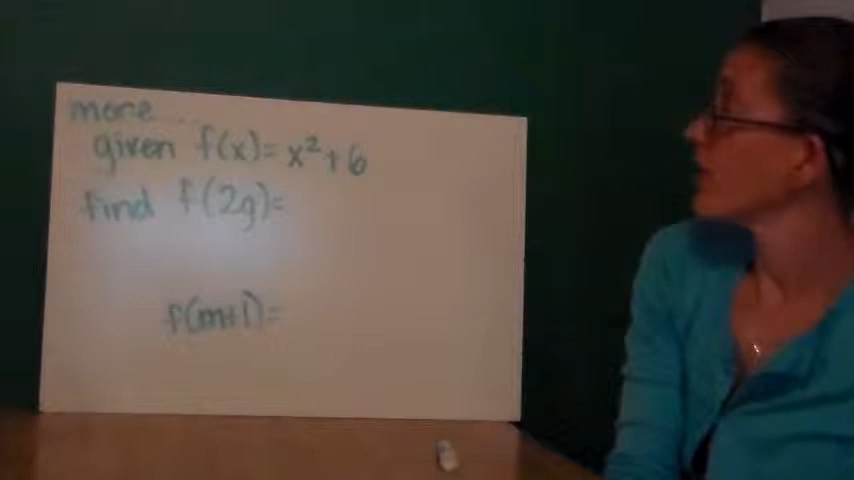 more....
given f(x)=x²+6
find f(2g)=
f(m+1)=